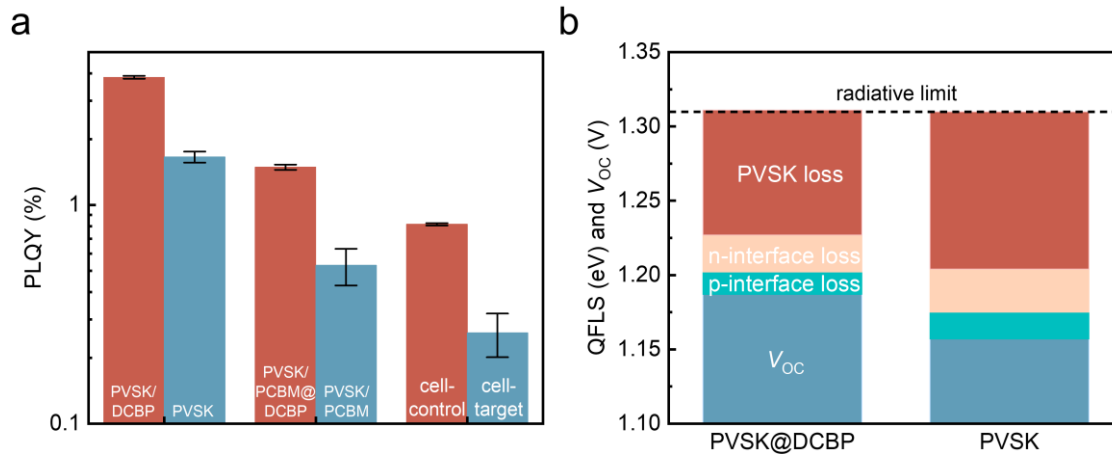 a
PLQY (%)
1
0.1
PVSK/
DCBP
PVSK
PVSK/
PCBM@
DCBP
PVSK/
PCBM
cell-
control
cell-
target
b
QFLS (eV) and VOC (V)
1.35
1.30
1.25
1.20
1.15
1.10
radiative limit
PVSK loss
n-interface loss
p-interface loss
VOC
PVSK@DCBP
PVSK